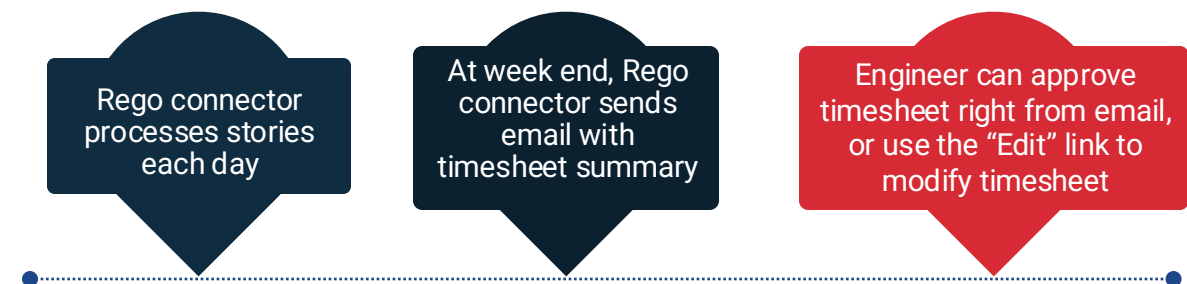 Rego connector
processes stories
each day
At week end, Rego
connector sends
email with
timesheet summary
Engineer can approve
timesheet right from email,
or use the “Edit” link to
modify timesheet